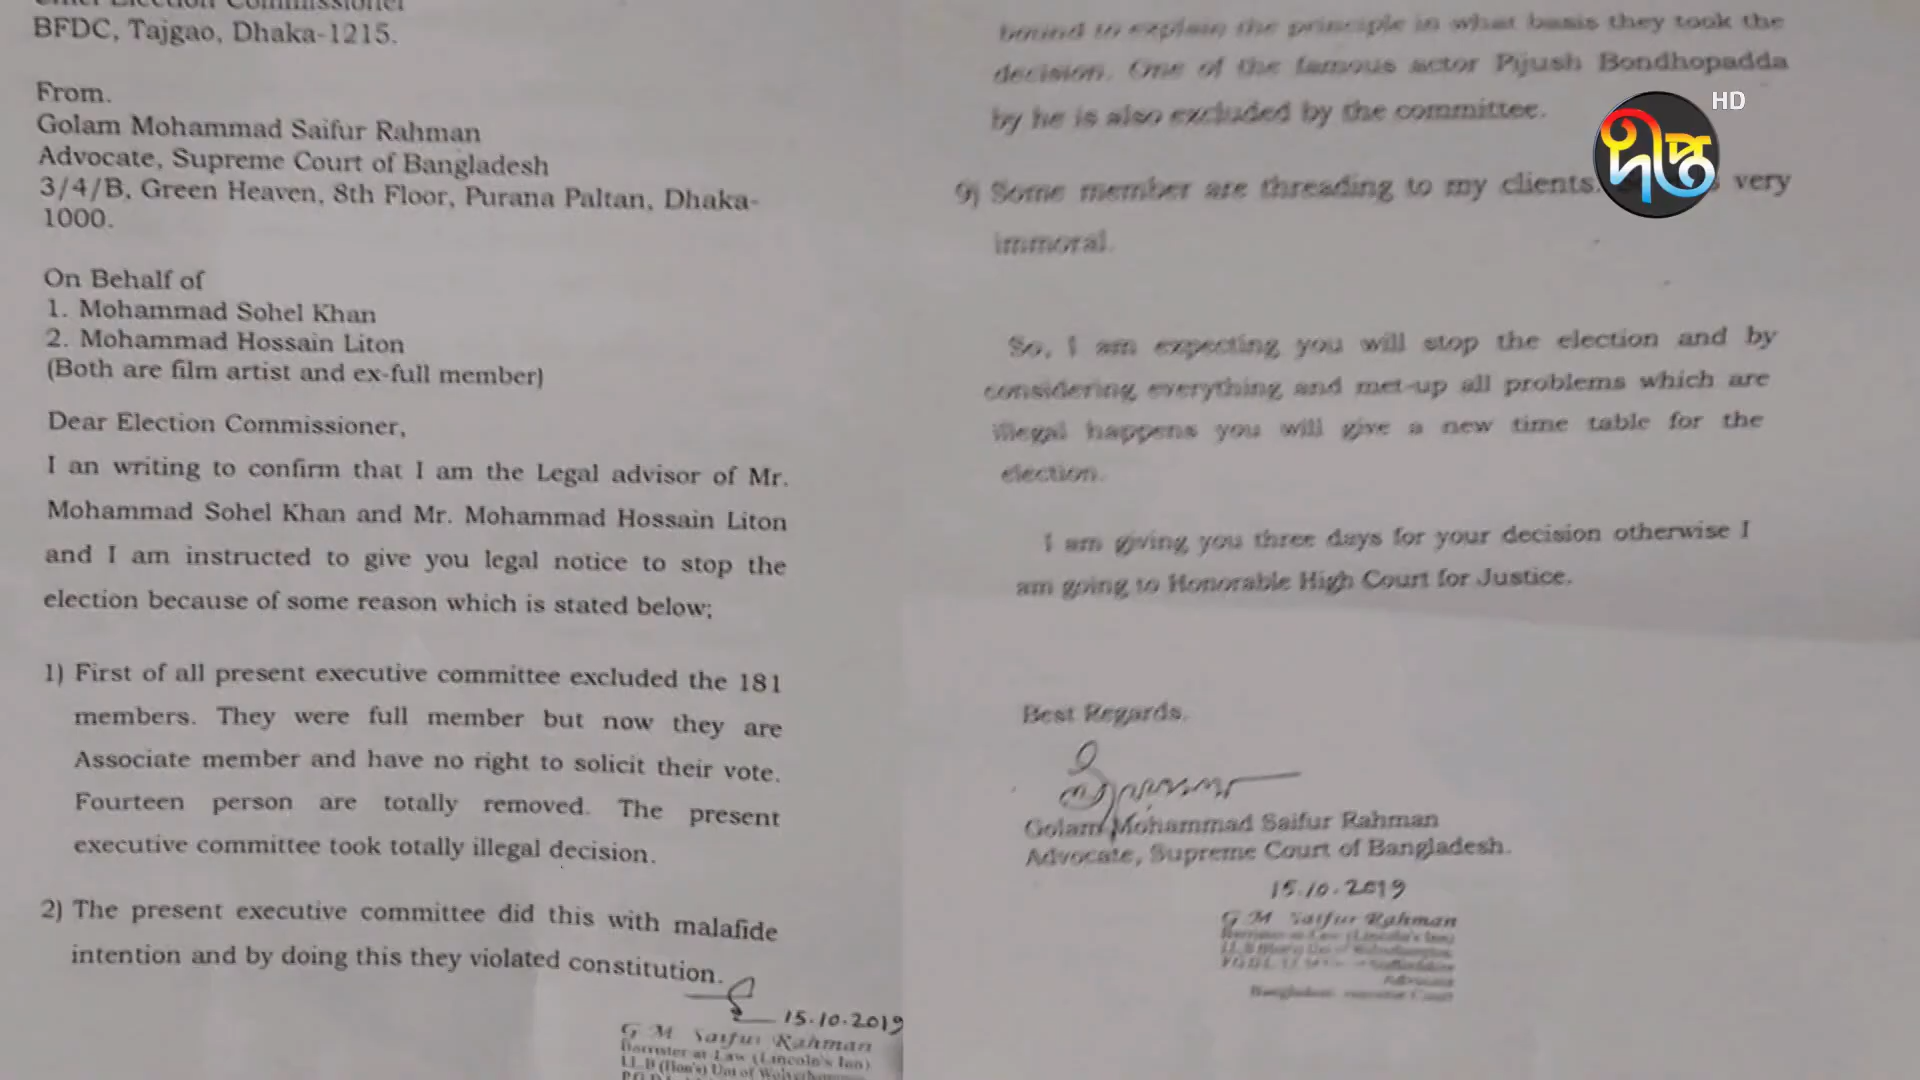 Chief Election Commissioner
BFDC, Tajgao, Dhaka-1215.
From.
Golam Mohammad Saifur Rahman
Advocate, Supreme Court of Bangladesh
3/4/B, Green Heaven, 8th Floor, Purana Paltan, Dhaka-
1000.
On Behalf of
1. Mohammad Sohel Khan
2. Mohammad Hossain Liton
(Both are film artist and ex-full member)
Dear Election Commissioner,
I an writing to confirm that I am the Legal advisor of Mr.
Mohammad Sohel Khan and Mr. Mohammad Hossain Liton
and I am instructed to give you legal notice to stop the
election because of some reason which is stated below;
1) First of all present executive committee excluded the 181
members. They were full member but now they are
Associate member and have no right to solicit their vote.
Fourteen person are totally removed. The present
executive committee took totally illegal decision.
2) The present executive committee did this with malafide
intention and by doing this they violated constitution.
15.10.2019
G M Saifur Rahman
Barrister at Law (Lincoln's Inn)
LL.B (Hon's) Uni of
bound to explain the principle in what basis they took the
decision. One of the famous actor Pijush Bondhopadda
by he is also excluded by the committee.
9) Some member are threading to my clients. very
immoral.
So, I am expecting you will stop the election and by
considering everything and met-up all problems which are
illegal happens you will give a new time table for the
election.
I am giving you three days for your decision otherwise I
am going to Honorable High Court for Justice.
Best Regards,
Golam Mohammad Saifur Rahman
Advocate, Supreme Court of Bangladesh.
15.10.2019
G M Saifur Rahman
Barrister at Law (Lincoln's Inn)
Advocate
Bangladesh Court
দীপ্ত
HD